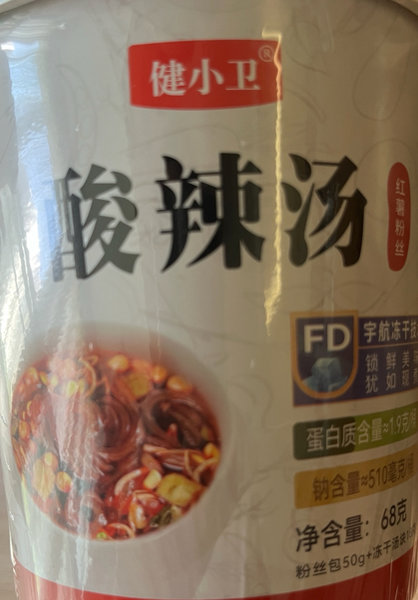 健小卫®
酸辣汤
红薯粉丝
FD
宇航冻干技
锁鲜美
犹如现
蛋白质含量≈1.9克/份
钠含量≈510毫克/
净含量：68克
粉丝包50g+冻干汤